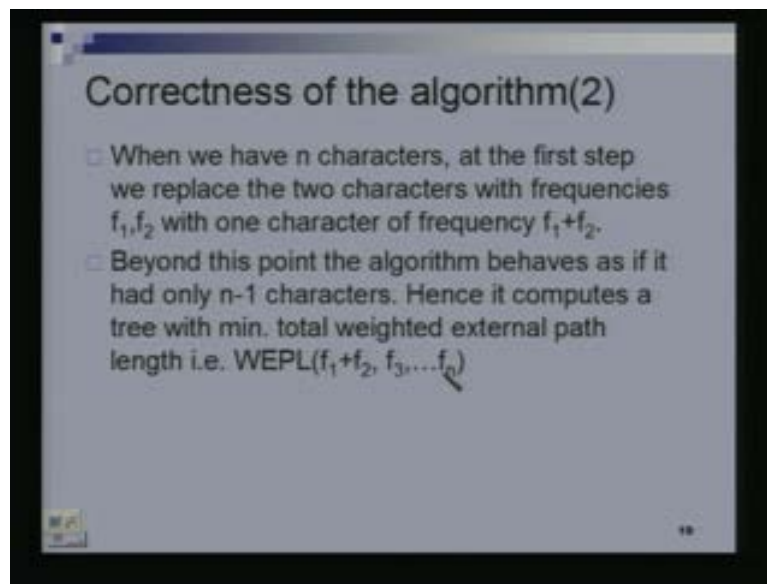 Correctness of the algorithm(2)
When we have n characters, at the first step
we replace the two characters with frequencies
f₁,f₂ with one character of frequency f₁+f₂.
Beyond this point the algorithm behaves as if it
had only n-1 characters. Hence it computes a
tree with min. total weighted external path
length i.e. WEPL(f₁+f₂, f₃,...fₙ)